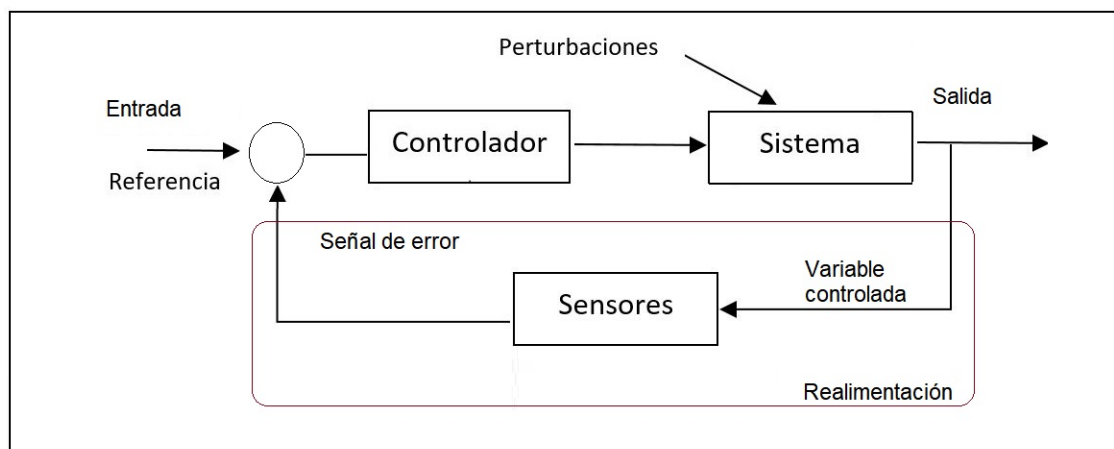 Perturbaciones
Entrada
Salida
Controlador
Sistema
Referencia
Señal de error
Variable
controlada
Sensores
Realimentación